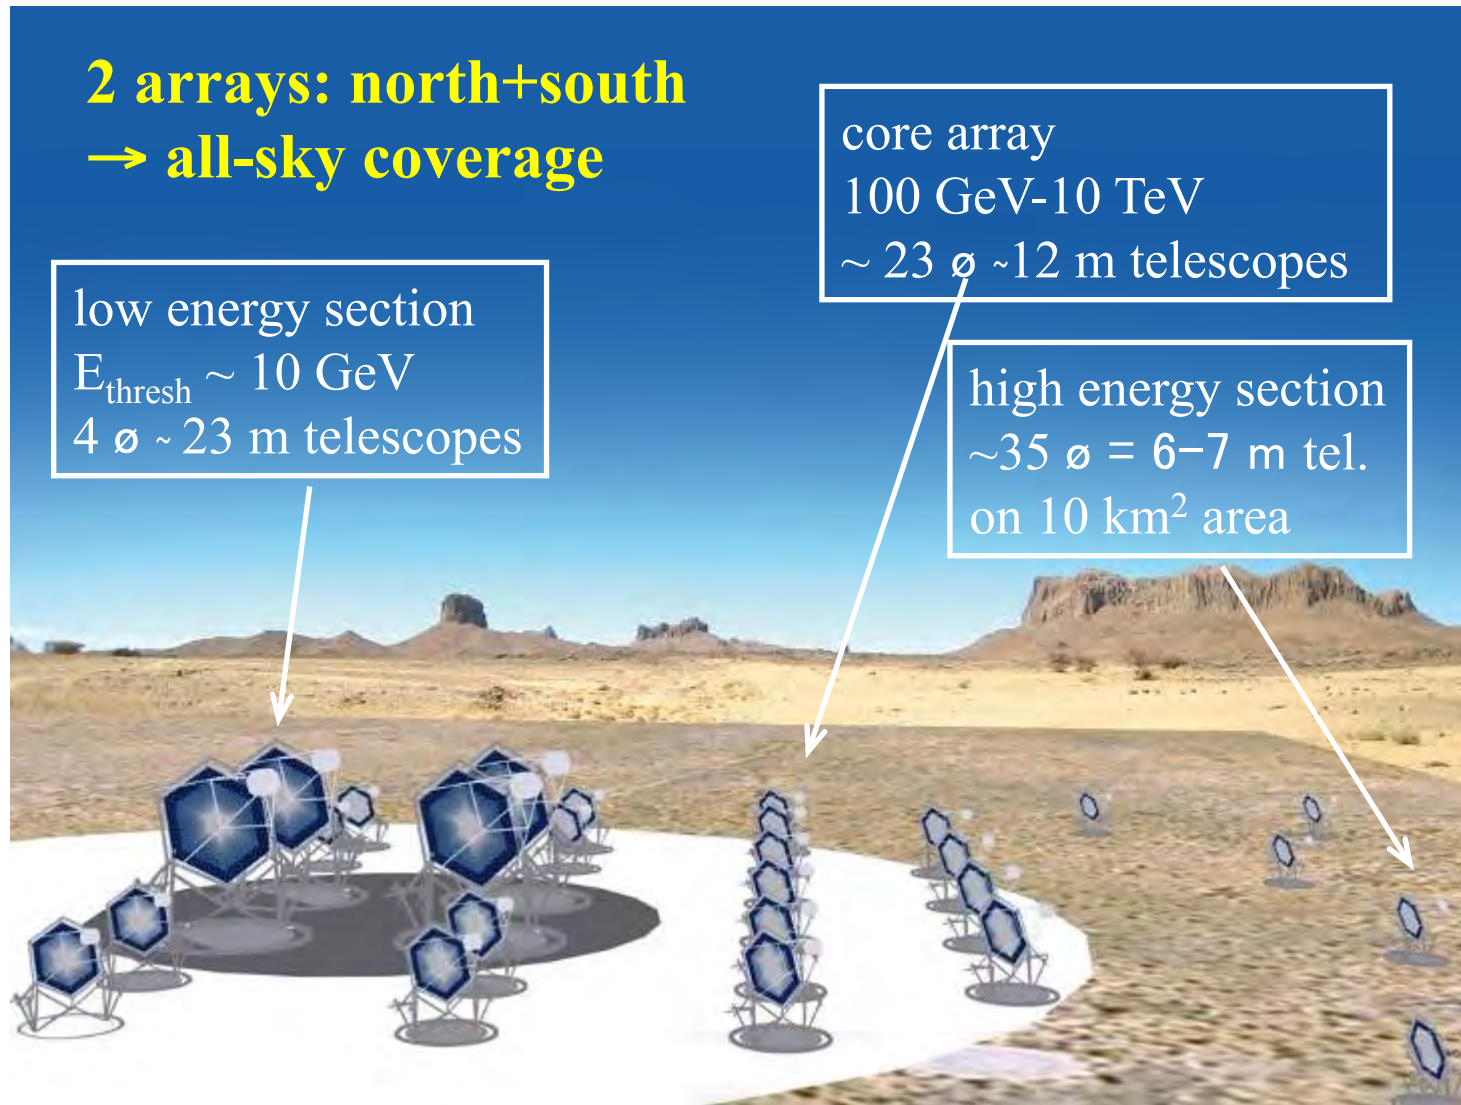 2 arrays: north+south
→ all-sky coverage
core array
100 GeV-10 TeV
~ 23 ø ~12 m telescopes
low energy section
E_thresh ~ 10 GeV
4 ø ~ 23 m telescopes
high energy section
~35 ø = 6–7 m tel.
on 10 km² area